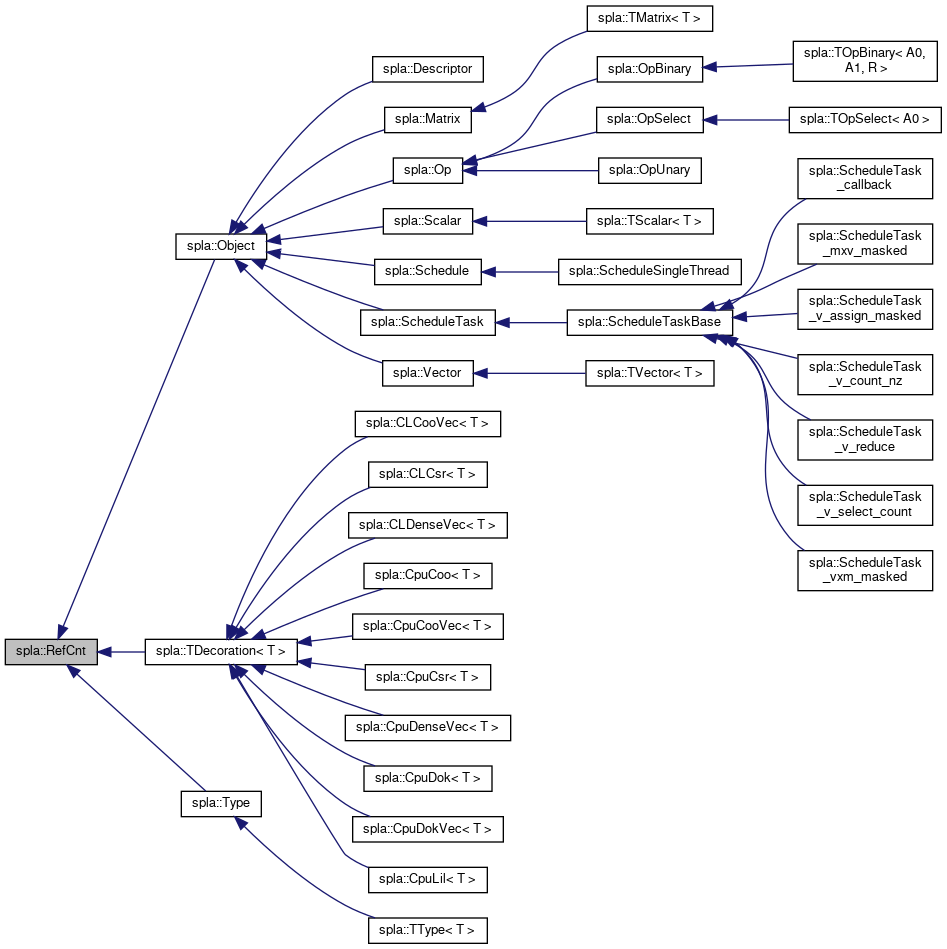 spla::TMatrix< T >
spla::TOpBinary< A0,
A1, R >
spla::Descriptor
spla::OpBinary
spla::Matrix
spla::OpSelect
spla::TOpSelect< A0 >
spla::Op
spla::OpUnary
spla::ScheduleTask
_callback
spla::Scalar
spla::TScalar< T >
spla::ScheduleTask
_mxv_masked
spla::Object
spla::Schedule
spla::ScheduleSingleThread
spla::ScheduleTask
_v_assign_masked
spla::ScheduleTask
spla::ScheduleTaskBase
spla::Vector
spla::TVector< T >
spla::ScheduleTask
_v_count_nz
spla::CLCooVec< T >
spla::ScheduleTask
_v_reduce
spla::CLCsr< T >
spla::ScheduleTask
_v_select_count
spla::CLDenseVec< T >
spla::CpuCoo< T >
spla::ScheduleTask
_vxm_masked
spla::CpuCooVec< T >
spla::RefCnt
spla::TDecoration< T >
spla::CpuCsr< T >
spla::CpuDenseVec< T >
spla::CpuDok< T >
spla::Type
spla::CpuDokVec< T >
spla::CpuLil< T >
spla::TType< T >